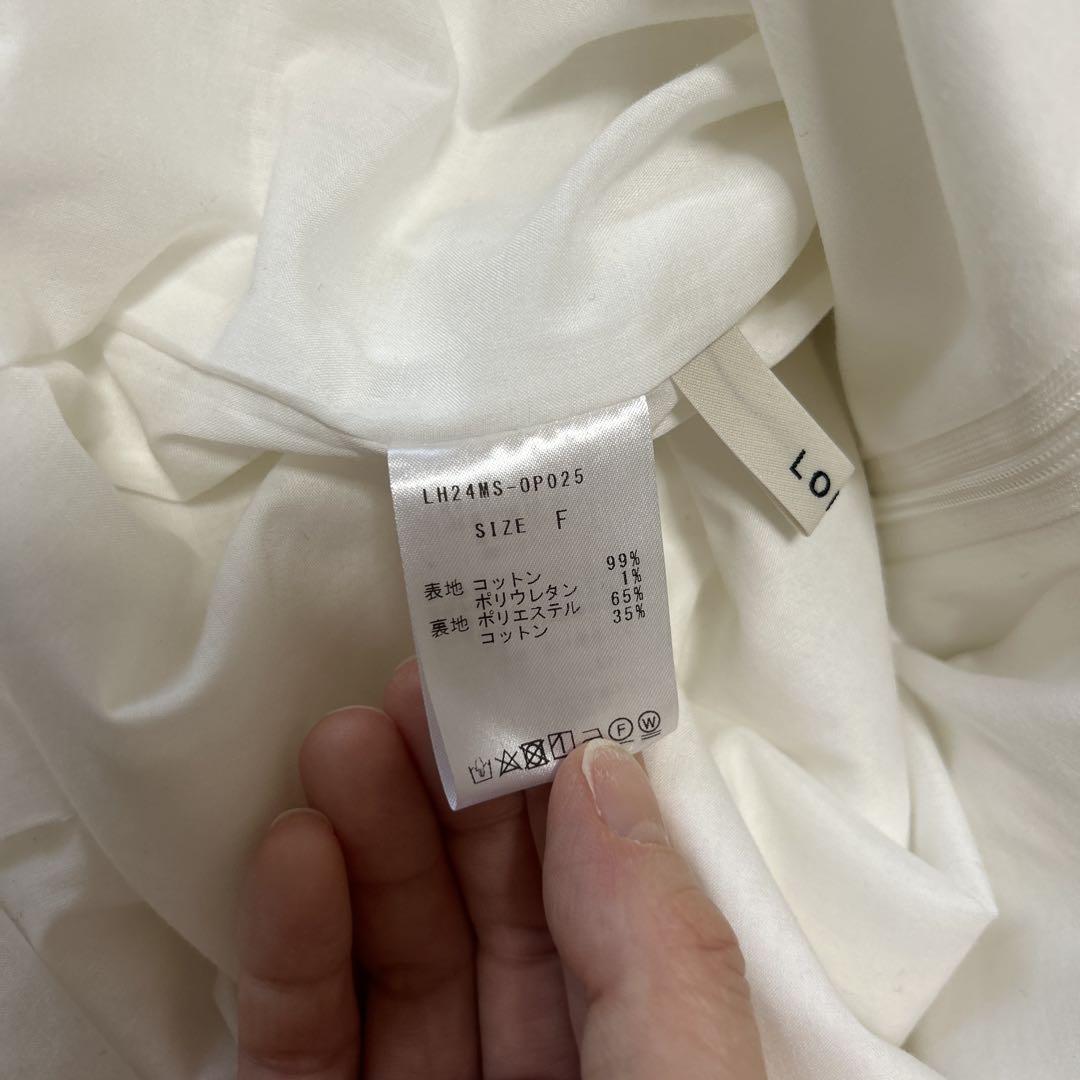 LH24MS-OP025
SIZE F
表地 コットン 99%
ポリウレタン 1%
裏地 ポリエステル 65%
コットン 35%
F W
LO